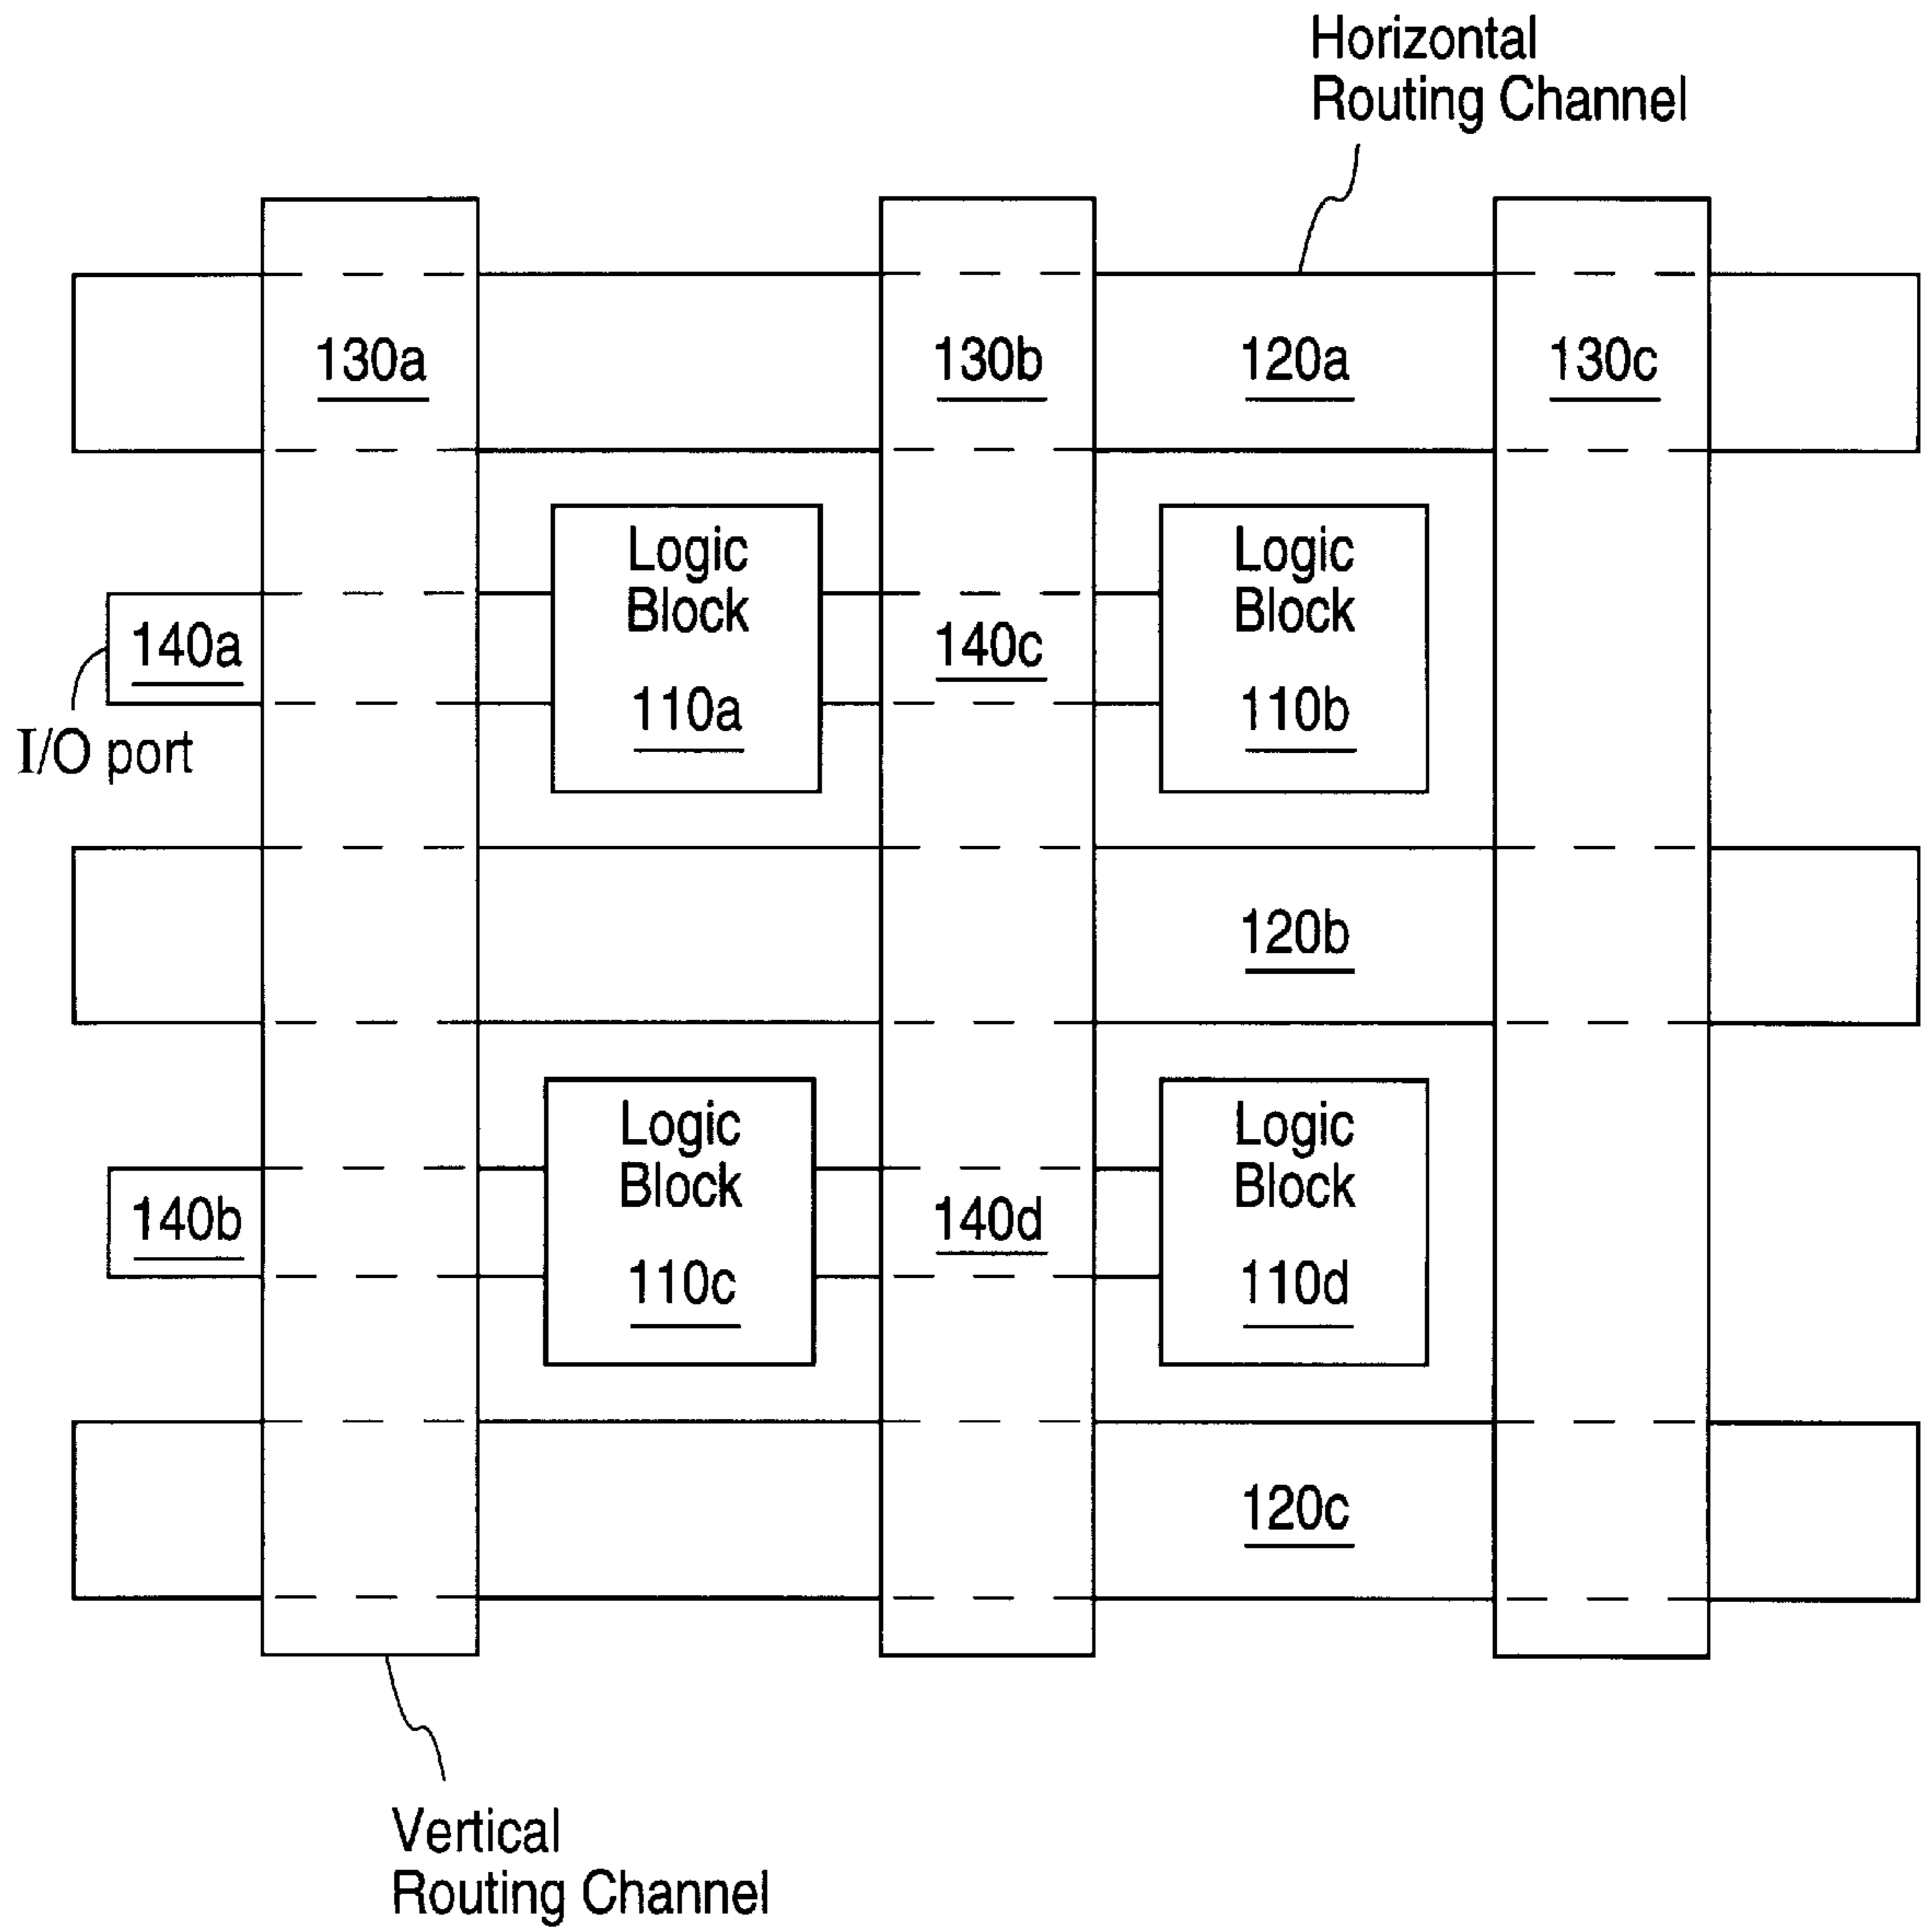 Horizontal
Routing Channel
130a
130b
120a
130c
Logic
Block
110a
Logic
Block
110b
140a
140c
I/O port
120b
Logic
Block
110c
Logic
Block
110d
140b
140d
120c
Vertical
Routing Channel